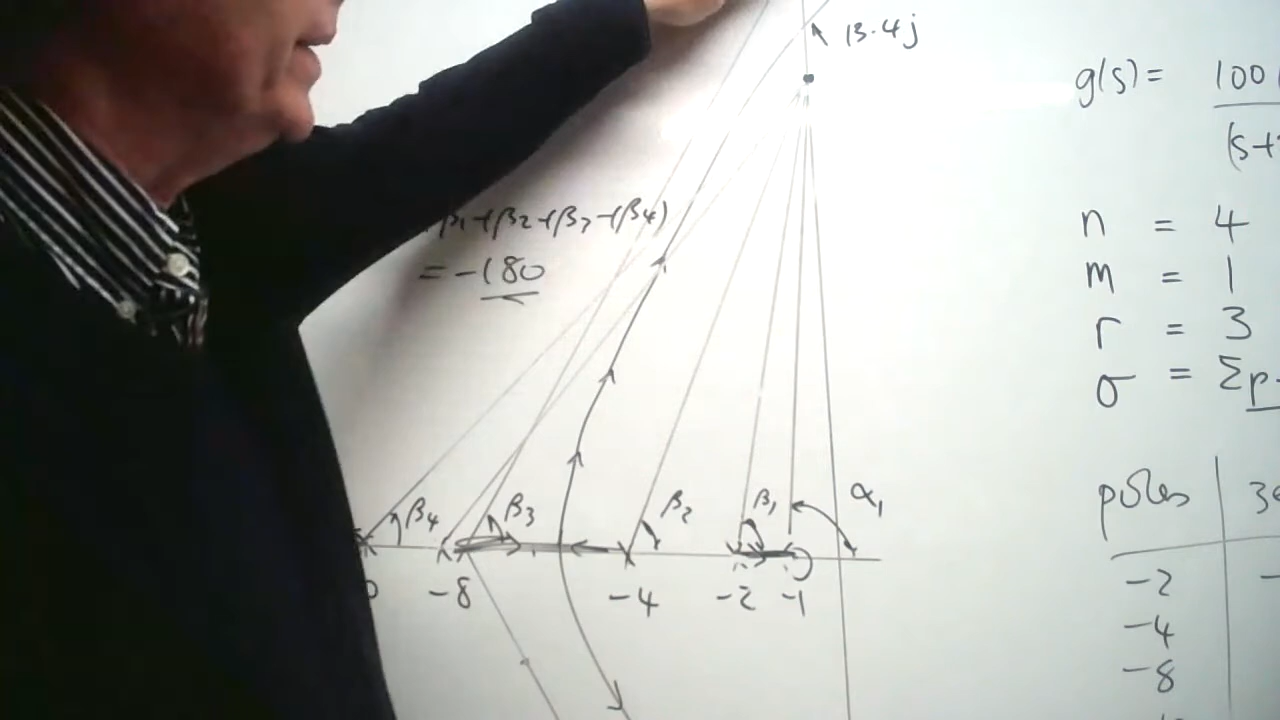 13.4j
g(s)= 100
(s+
β1+β2+β3+β4)
= -180
n = 4
m = 1
r = 3
σ = Σp-
β4 β3 β2 β1 α1
-8 -4 -2 -1
poles
-2
-4
-8